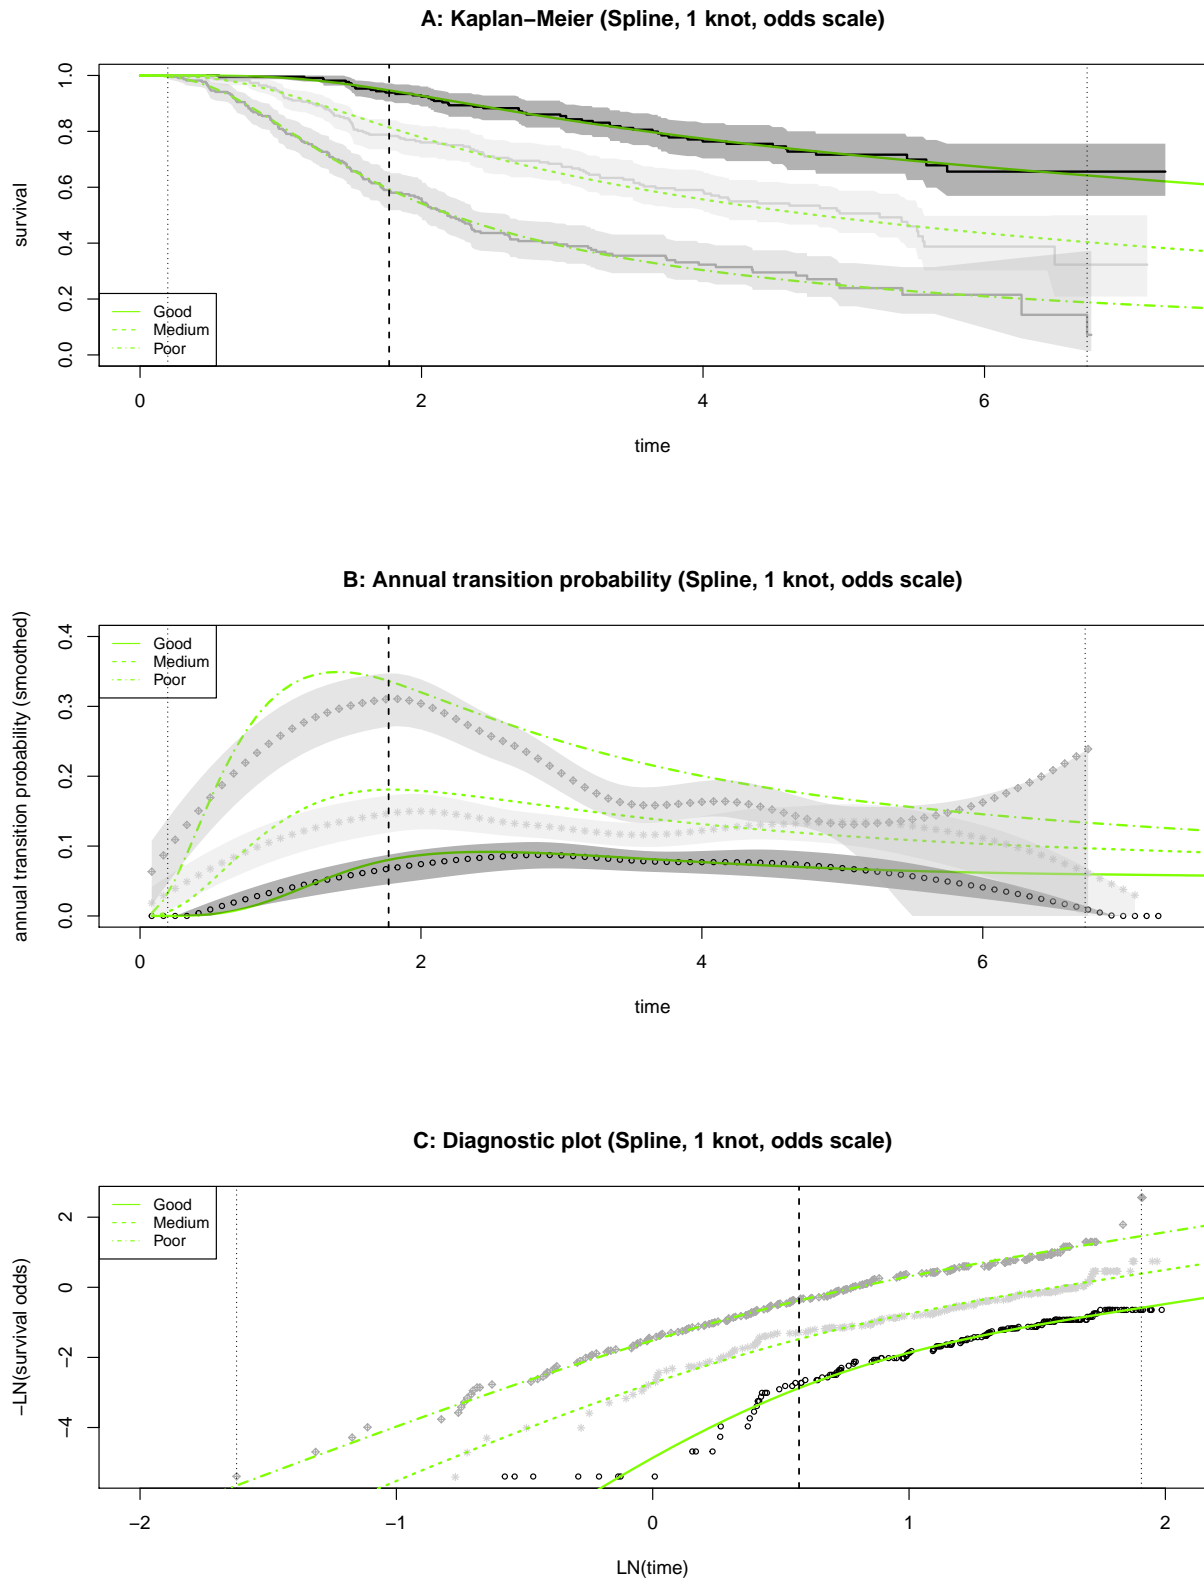 A: Kaplan−Meier (Spline, 1 knot, odds scale)
survival
0.0
0.2
0.4
0.6
0.8
1.0
Good
Medium
Poor
0
2
4
6
time
B: Annual transition probability (Spline, 1 knot, odds scale)
annual transition probability (smoothed)
0.0
0.1
0.2
0.3
0.4
Good
Medium
Poor
0
2
4
6
time
C: Diagnostic plot (Spline, 1 knot, odds scale)
−LN(survival odds)
−4
−2
0
2
Good
Medium
Poor
−2
−1
0
1
2
LN(time)